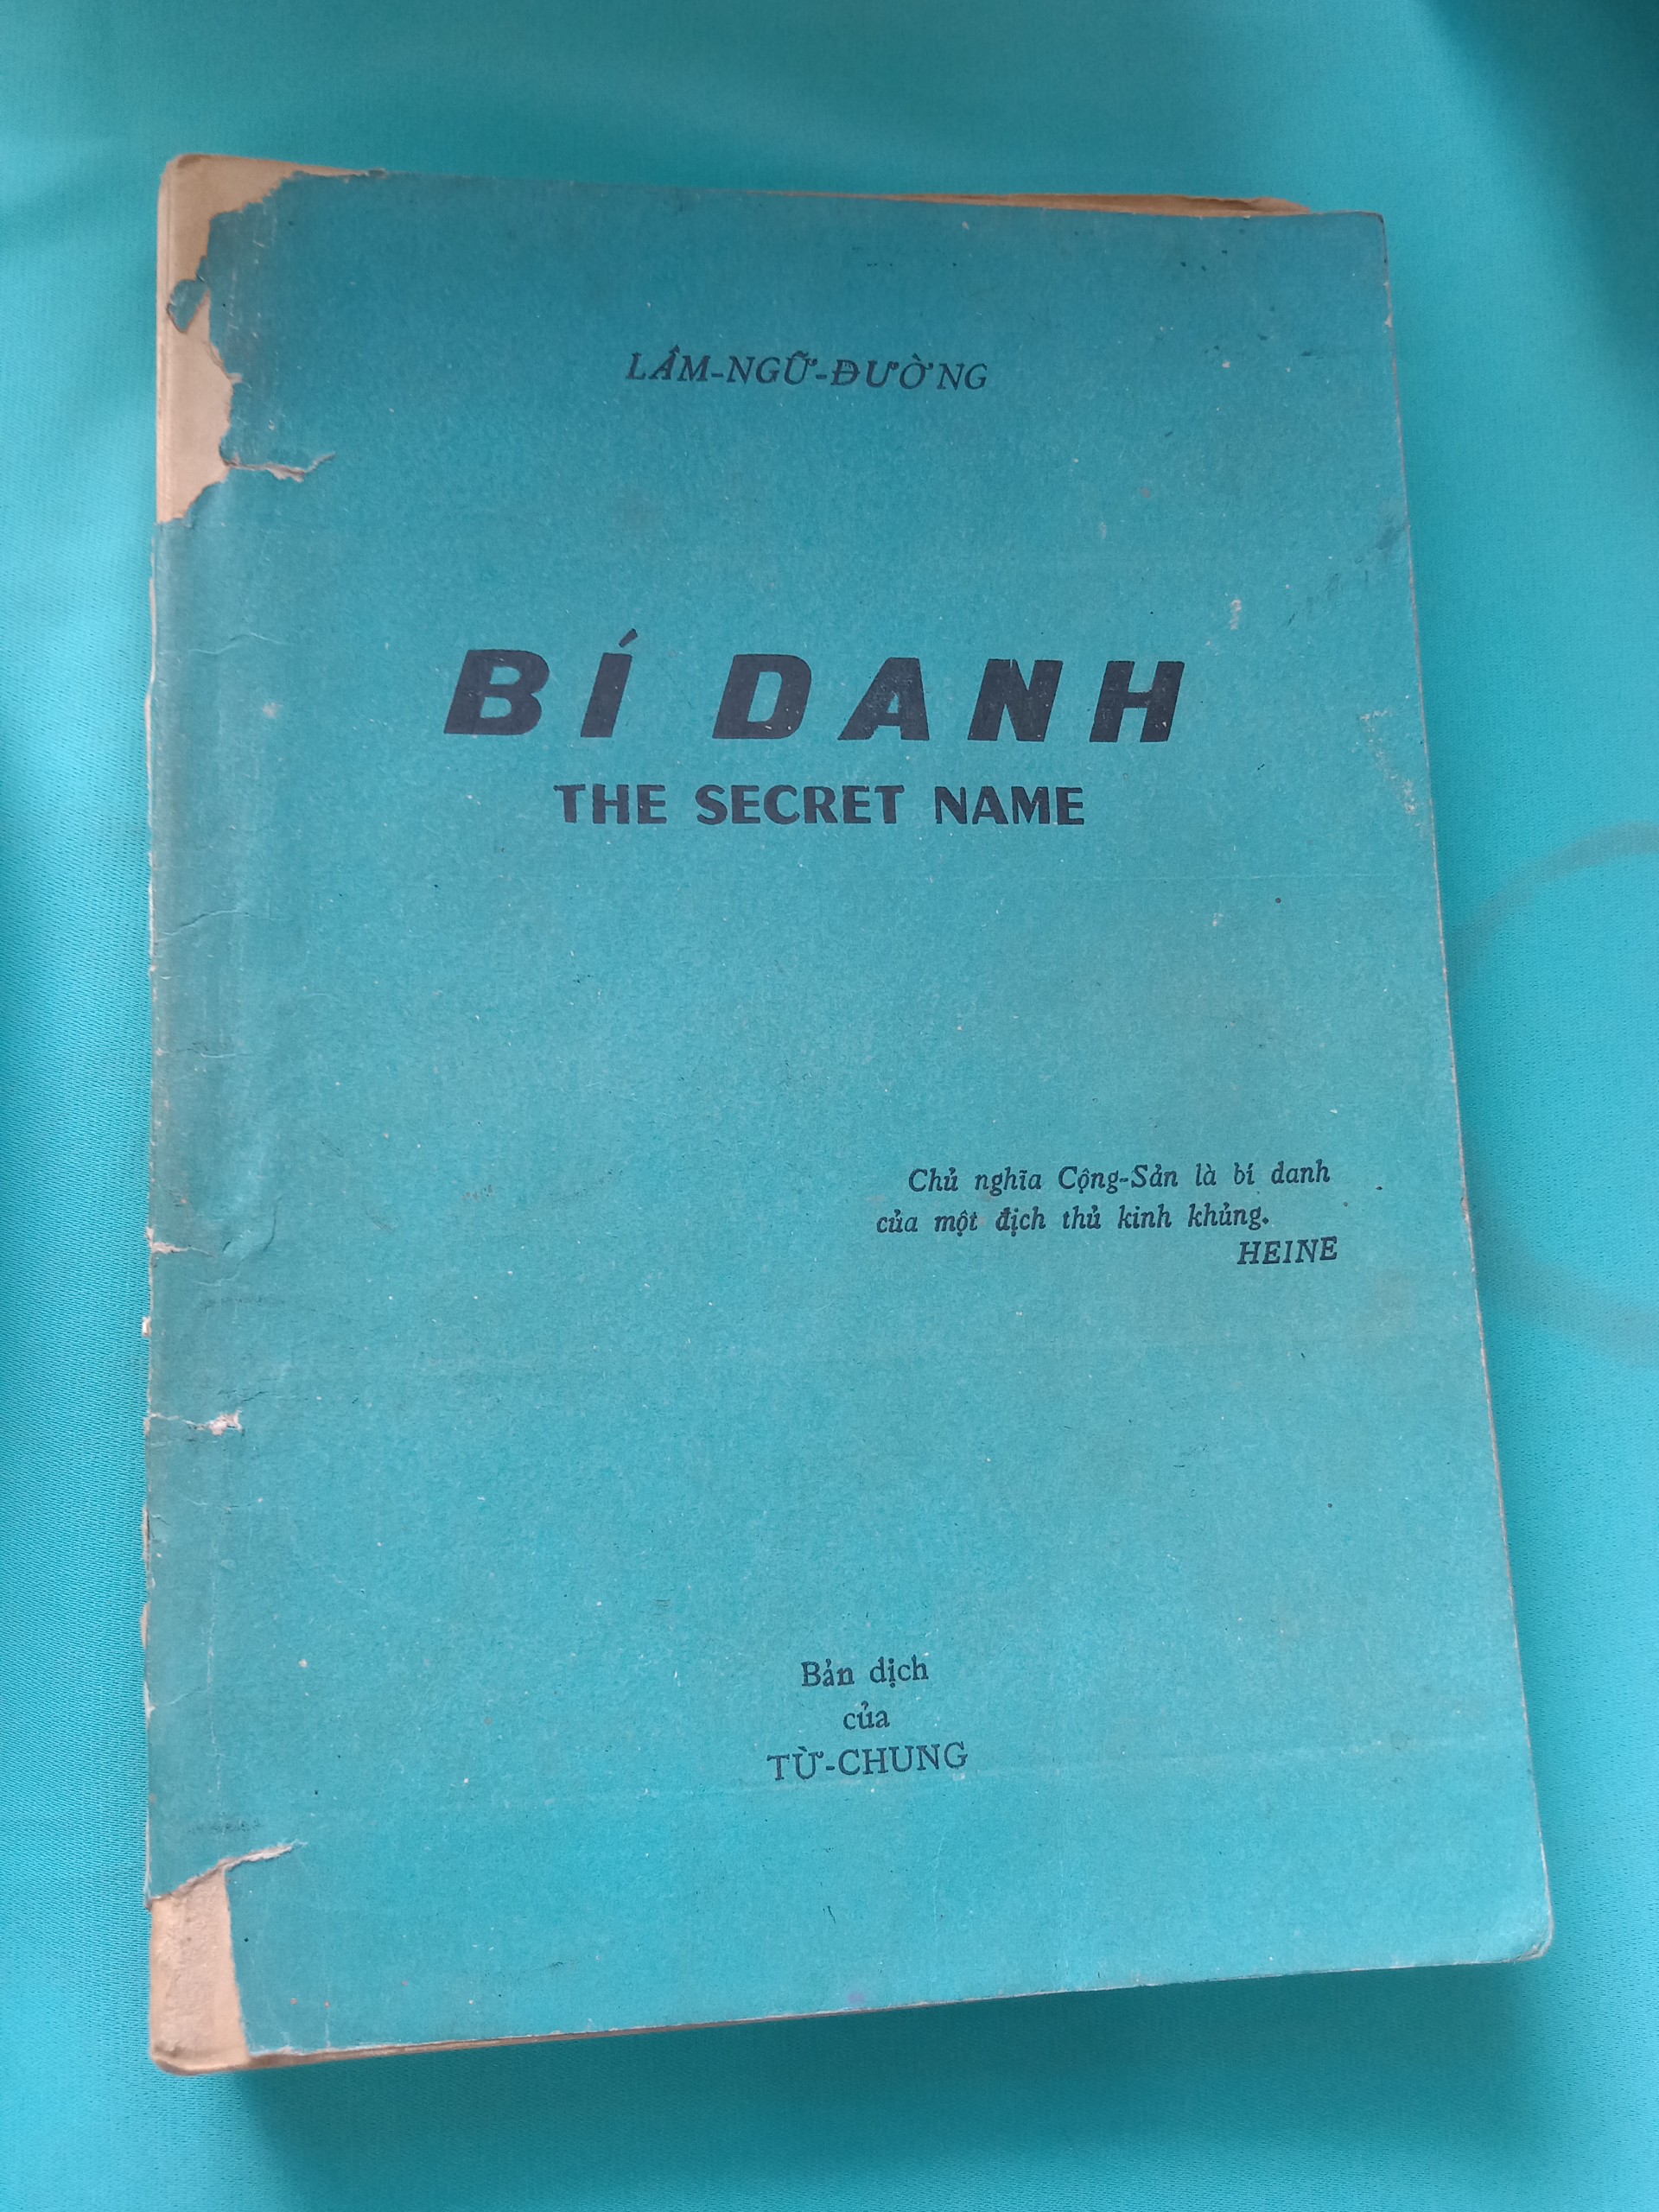 LÂM-NGỮ-ĐƯỜNG
BÍ DANH
THE SECRET NAME
Chủ nghĩa Cộng-Sản là bí danh
của một địch thủ kinh khủng.
HEINE
Bản dịch
của
TỪ-CHUNG